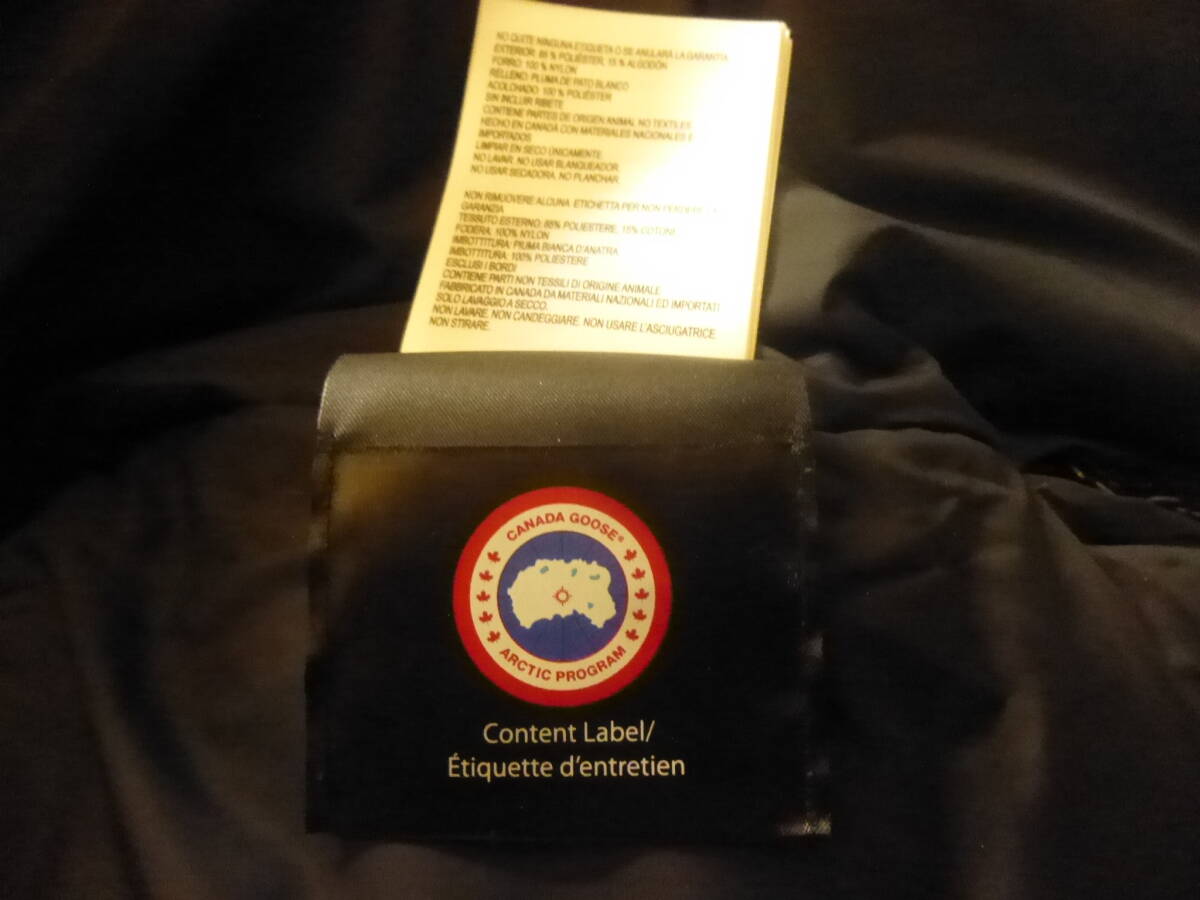 NO QUITE NINGUNA ETIQUETA O SE ANULARÁ LA GARANTÍA
EXTERIOR: 85 % POLIÉSTER, 15 % ALGODÓN
FORRO: 100 % NYLON
RELLENO: PLUMA DE PATO BLANCO
ACOLCHADO: 100 % POLIÉSTER
SIN INCLUIR RIBETE
CONTIENE PARTES DE ORIGEN ANIMAL NO TEXTILES
HECHO EN CANADÁ CON MATERIALES NACIONALES E
IMPORTADOS
LIMPIAR EN SECO ÚNICAMENTE
NO LAVAR. NO USAR BLANQUEADOR.
NO USAR SECADORA. NO PLANCHAR.
NON RIMUOVERE ALCUNA ETICHETTA PER NON PERDERE LA
GARANZIA
TESSUTO ESTERNO: 85% POLIESTERE, 15% COTONE
FODERA: 100% NYLON
IMBOTTITURA: PIUMA BIANCA D'ANATRA
IMBOTTITURA: 100% POLIESTERE
ESCLUSI I BORDI
CONTIENE PARTI NON TESSILI DI ORIGINE ANIMALE
FABBRICATO IN CANADA DA MATERIALI NAZIONALI ED IMPORTATI
SOLO LAVAGGIO A SECCO.
NON LAVARE. NON CANDEGGIARE. NON USARE L'ASCIUGATRICE.
NON STIRARE.
CANADA GOOSE®
ARCTIC PROGRAM
Content Label/
Étiquette d'entretien